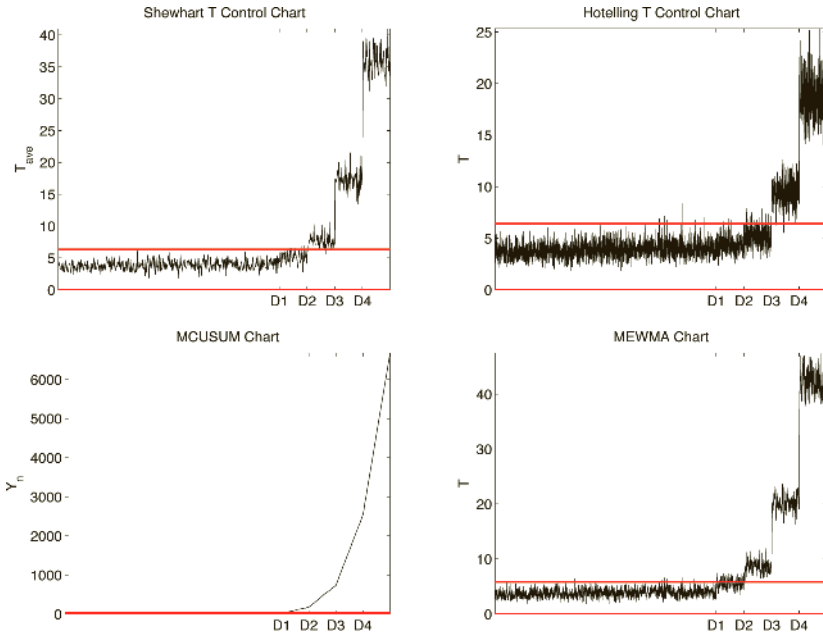 Shewhart T Control Chart
40
35
30
25
20
15
10
5
0
T_ave
D1 D2 D3 D4
Hotelling T Control Chart
25
20
15
10
5
0
T
D1 D2 D3 D4
MCUSUM Chart
6000
5000
4000
3000
2000
1000
0
Y_n
D1 D2 D3 D4
MEWMA Chart
40
30
20
10
0
T
D1 D2 D3 D4